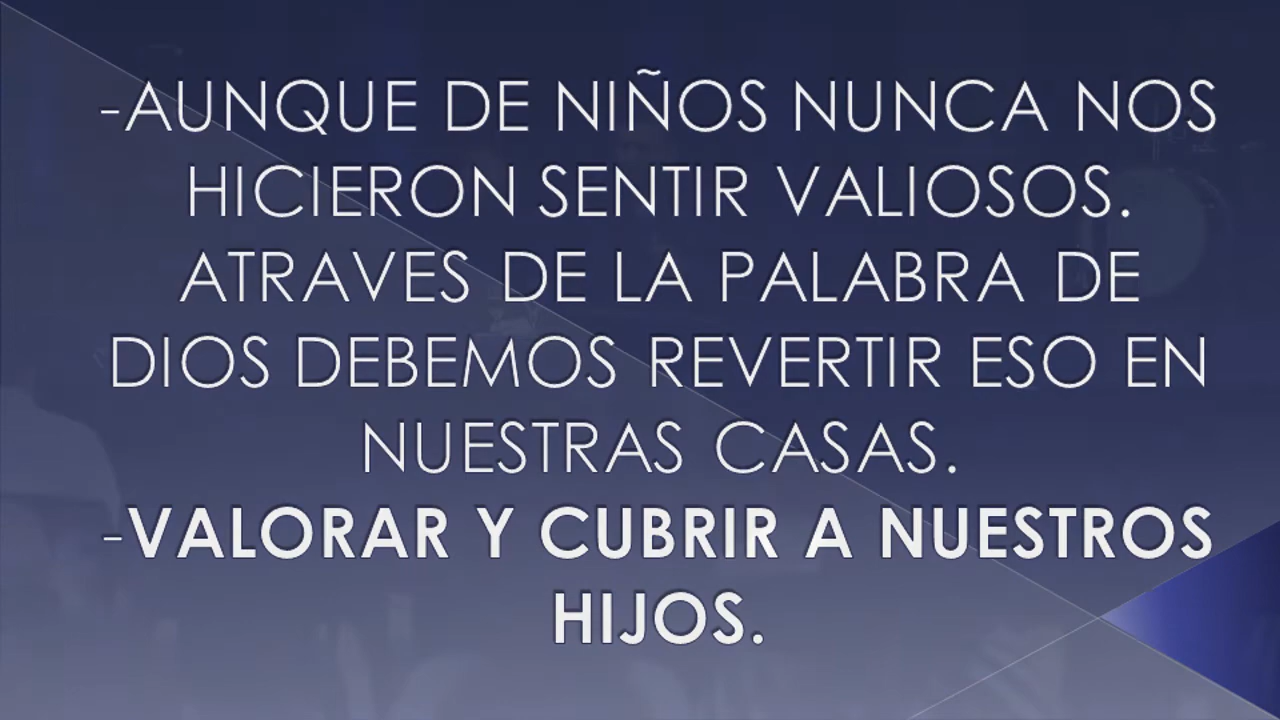 -AUNQUE DE NIÑOS NUNCA NOS
HICIERON SENTIR VALIOSOS.
ATRAVES DE LA PALABRA DE
DIOS DEBEMOS REVERTIR ESO EN
NUESTRAS CASAS.
-VALORAR Y CUBRIR A NUESTROS
HIJOS.